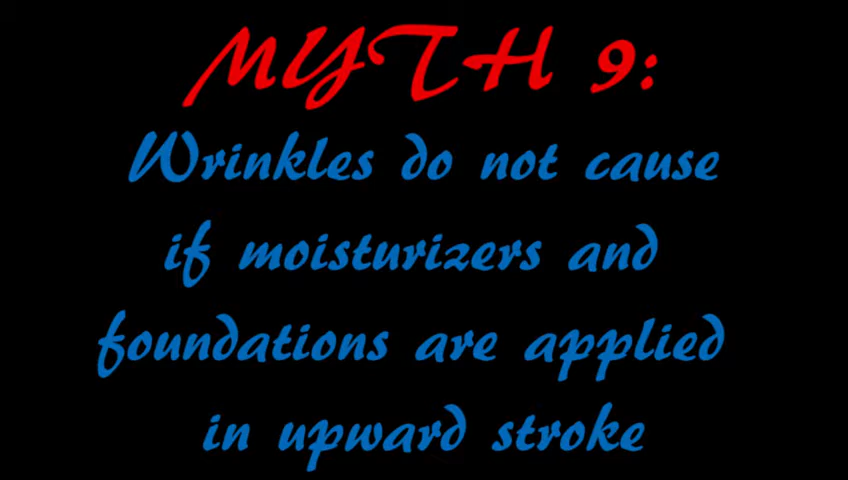 MYTH 9:
Wrinkles do not cause
if moisturizers and
foundations are applied
in upward stroke